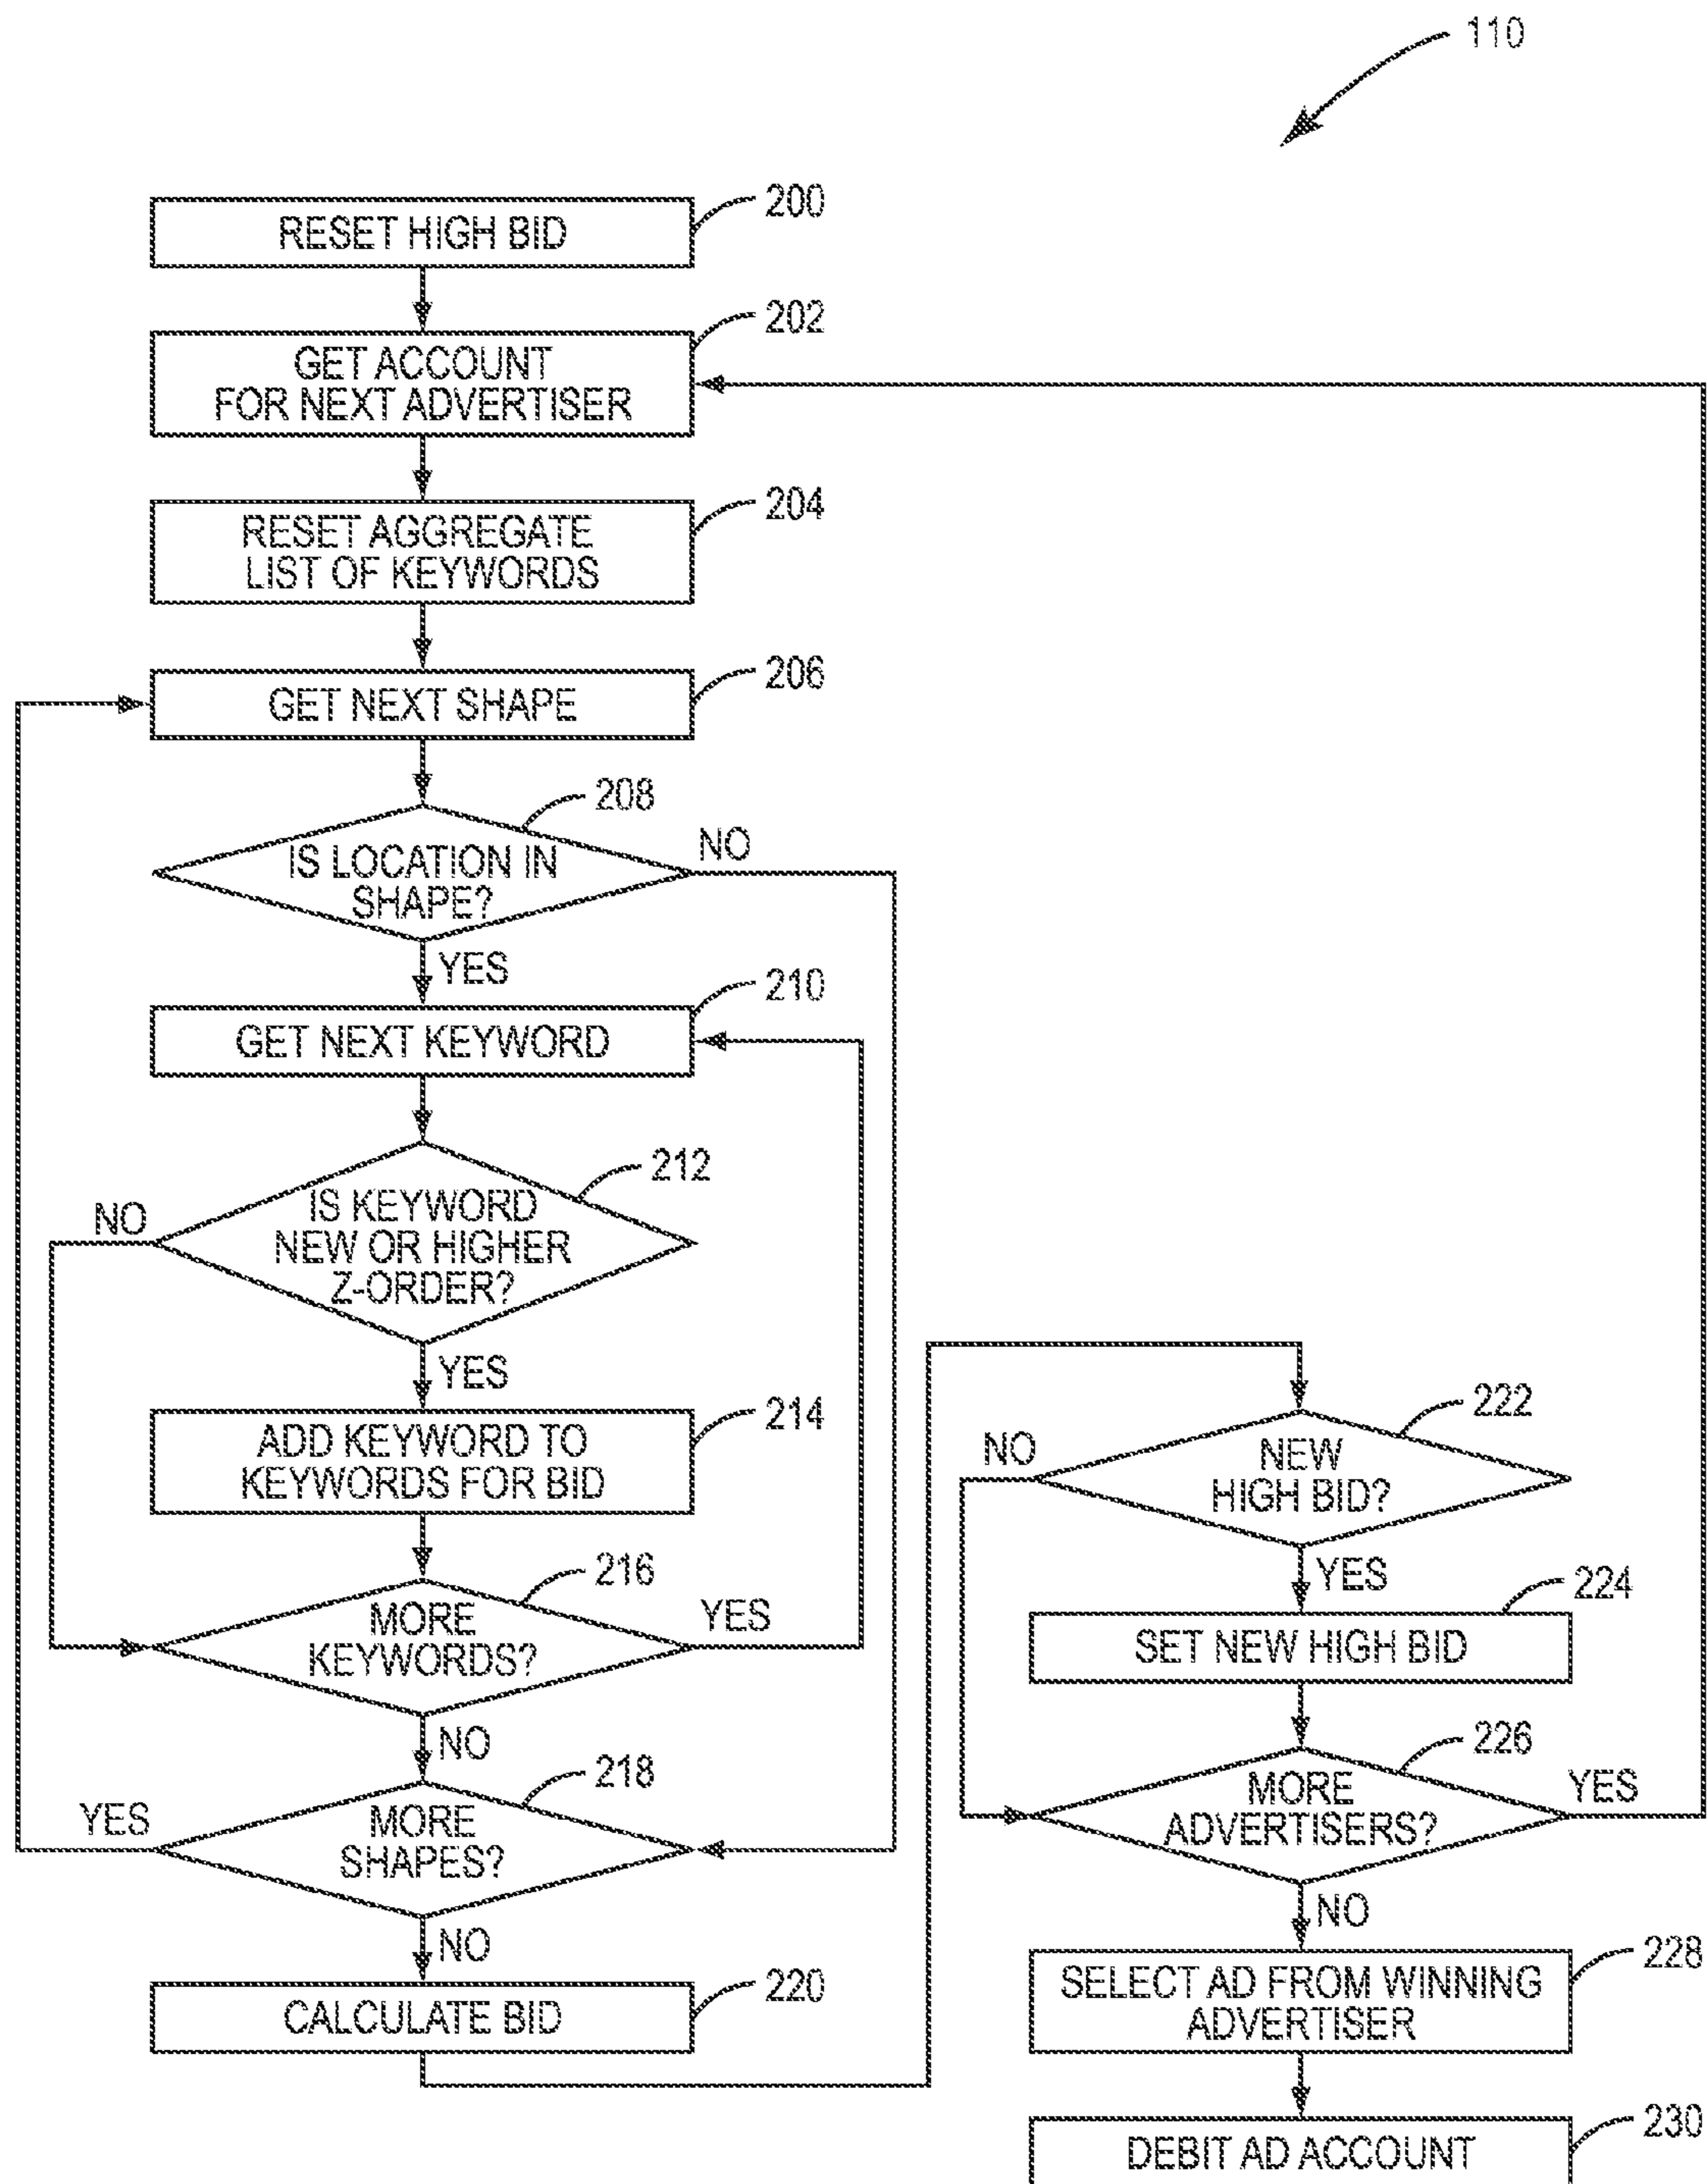 110
RESET HIGH BID
200
GET ACCOUNT
FOR NEXT ADVERTISER
202
RESET AGGREGATE
LIST OF KEYWORDS
204
GET NEXT SHAPE
206
IS LOCATION IN
SHAPE?
208
NO
YES
GET NEXT KEYWORD
210
IS KEYWORD
NEW OR HIGHER
Z-ORDER?
212
NO
YES
ADD KEYWORD TO
KEYWORDS FOR BID
214
MORE
KEYWORDS?
216
YES
NO
MORE
SHAPES?
218
YES
NO
CALCULATE BID
220
NEW
HIGH BID?
222
NO
YES
SET NEW HIGH BID
224
MORE
ADVERTISERS?
226
YES
NO
SELECT AD FROM WINNING
ADVERTISER
228
DEBIT AD ACCOUNT
230